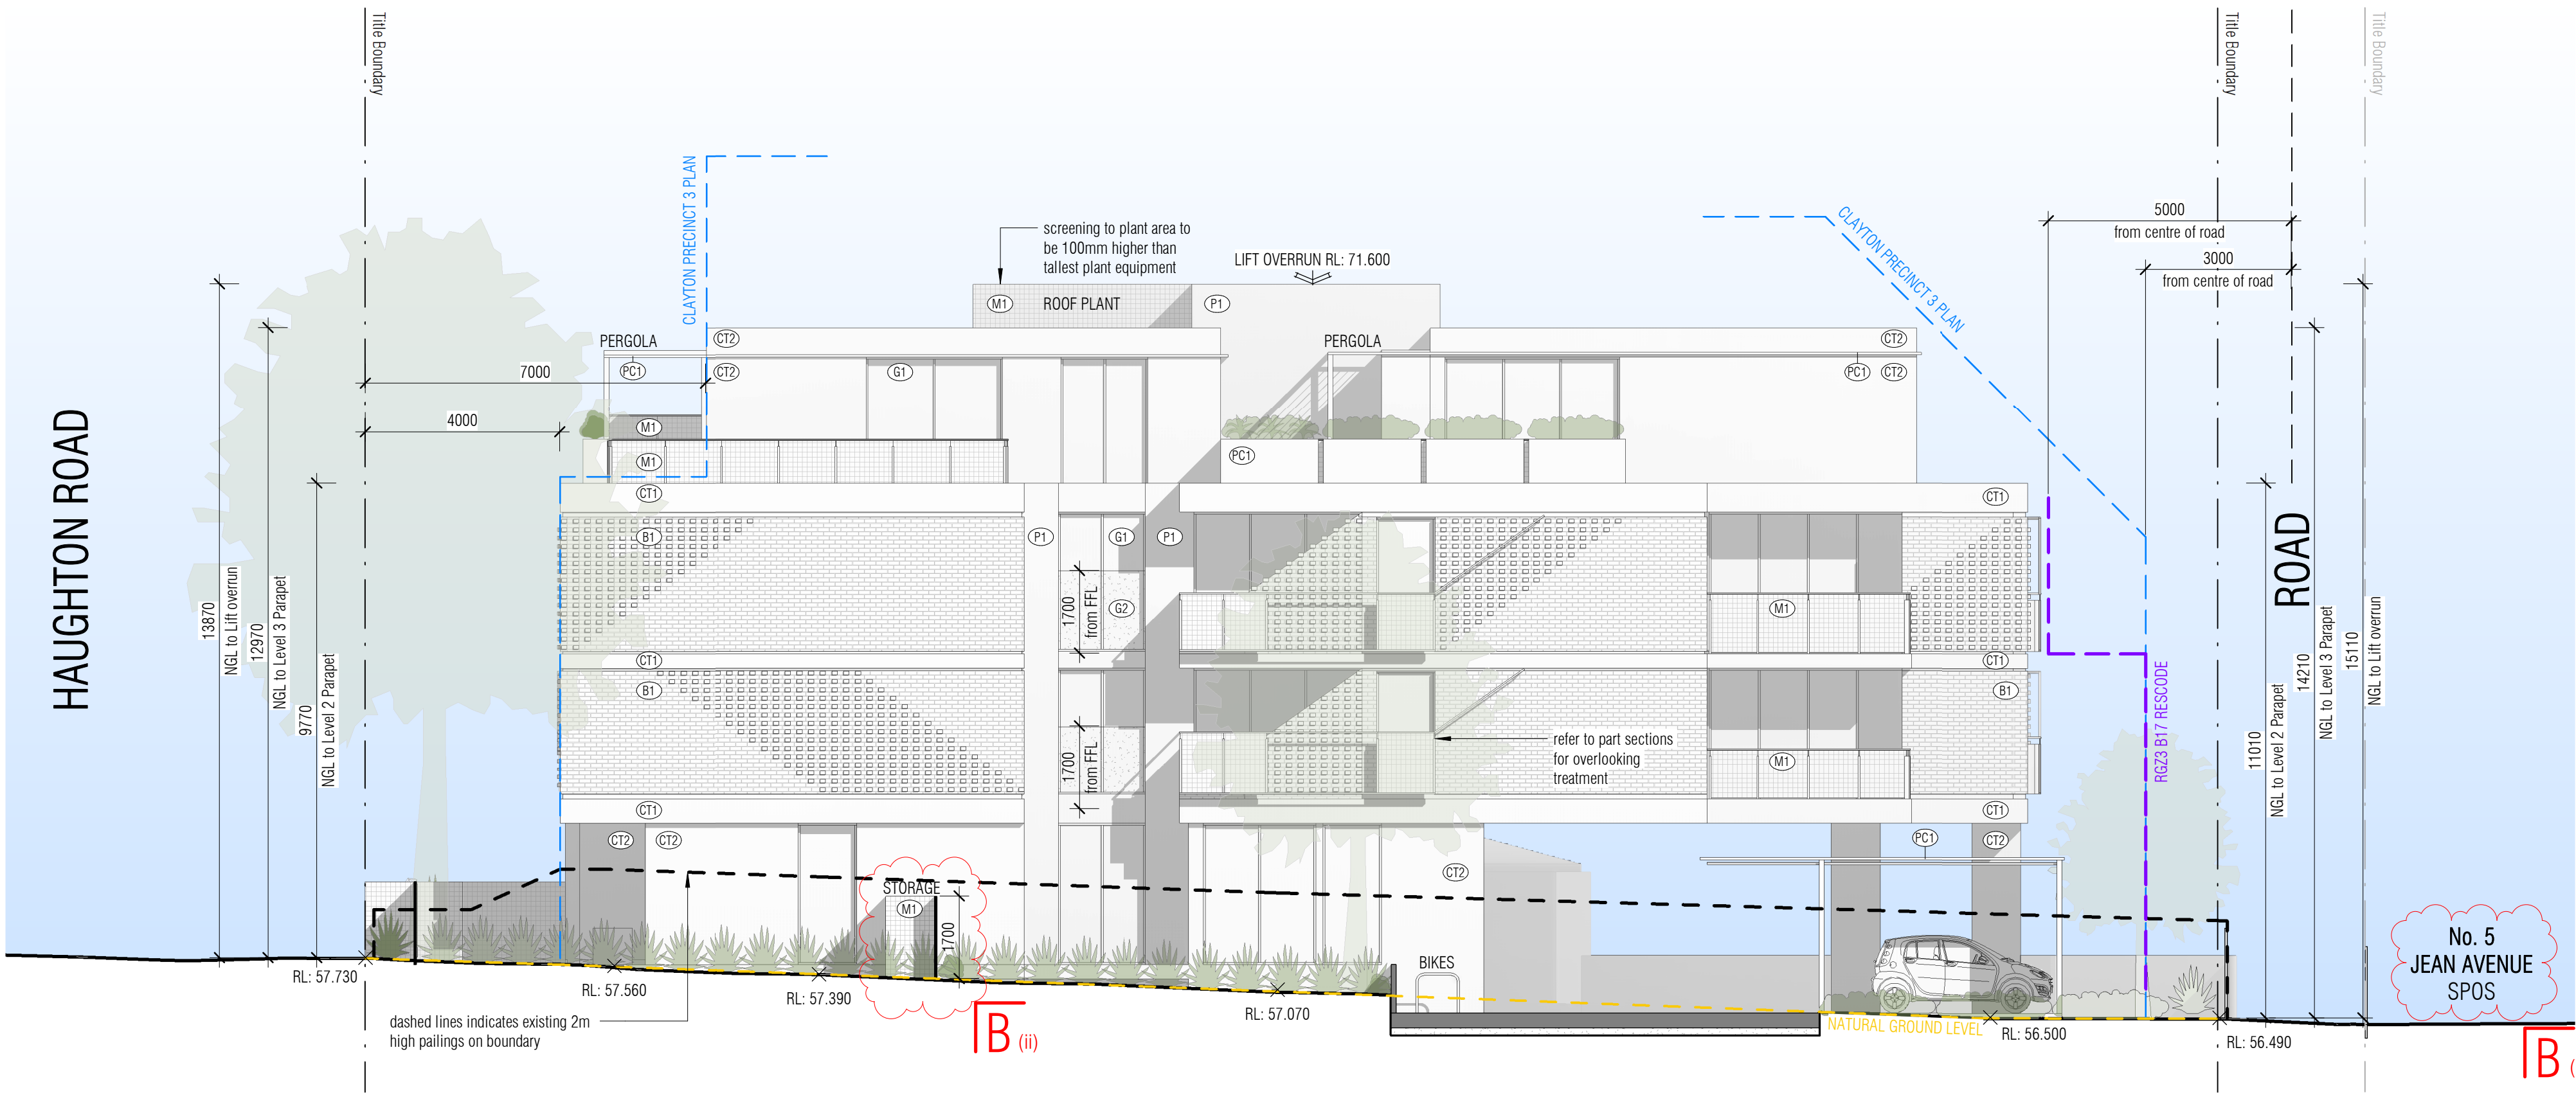 Title Boundary
Title Boundary
Title Boundary
HAUGHTON ROAD
CLAYTON PRECINCT 3 PLAN
screening to plant area to
be 100mm higher than
tallest plant equipment
LIFT OVERRUN RL: 71.600
CLAYTON PRECINCT 3 PLAN
5000
from centre of road
3000
from centre of road
M1
ROOF PLANT
P1
PERGOLA
CT2
PERGOLA
CT2
7000
PC1
CT2
G1
PC1
CT2
4000
M1
M1
PC1
CT1
CT1
B1
P1
G1
P1
ROAD
13870
NGL to Lift overrun
12970
NGL to Level 3 Parapet
9770
NGL to Level 2 Parapet
1700
from FFL
G2
M1
CT1
CT1
B1
B1
RGZ3 B17 RESCODE
11010
NGL to Level 2 Parapet
14210
NGL to Level 3 Parapet
15110
NGL to Lift overrun
1700
from FFL
refer to part sections
for overlooking
treatment
M1
CT1
CT1
CT2
CT2
PC1
CT2
CT2
STORAGE
M1
1700
BIKES
No. 5
JEAN AVENUE
SPOS
RL: 57.730
RL: 57.560
RL: 57.390
RL: 57.070
NATURAL GROUND LEVEL
RL: 56.500
RL: 56.490
dashed lines indicates existing 2m
high pailings on boundary
B (ii)
B (